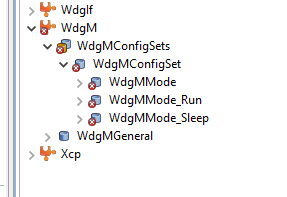 WdgIf
WdgM
WdgMConfigSets
WdgMConfigSet
WdgMMode
WdgMMode_Run
WdgMMode_Sleep
WdgMGeneral
Xcp